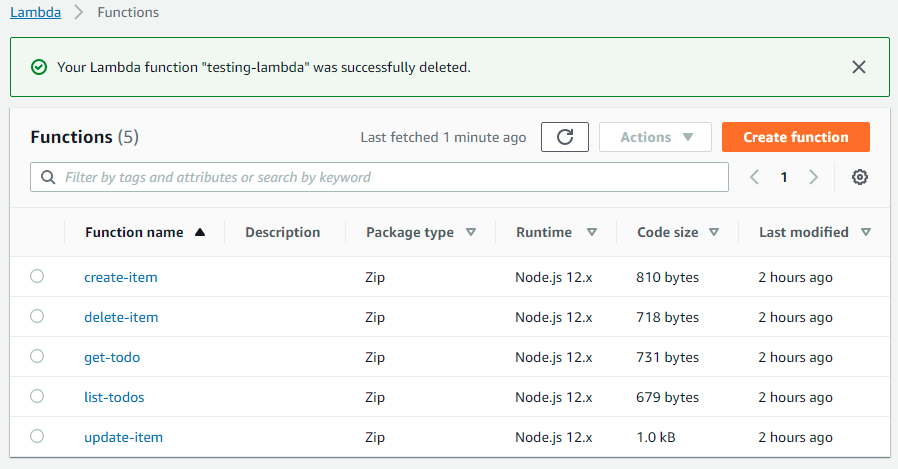 Lambda > Functions
Your Lambda function "testing-lambda" was successfully deleted.
Functions (5) Last fetched 1 minute ago Actions Create function
Filter by tags and attributes or search by keyword 1
Function name Description Package type Runtime Code size Last modified
create-item Zip Node.js 12.x 810 bytes 2 hours ago
delete-item Zip Node.js 12.x 718 bytes 2 hours ago
get-todo Zip Node.js 12.x 731 bytes 2 hours ago
list-todos Zip Node.js 12.x 679 bytes 2 hours ago
update-item Zip Node.js 12.x 1.0 kB 2 hours ago